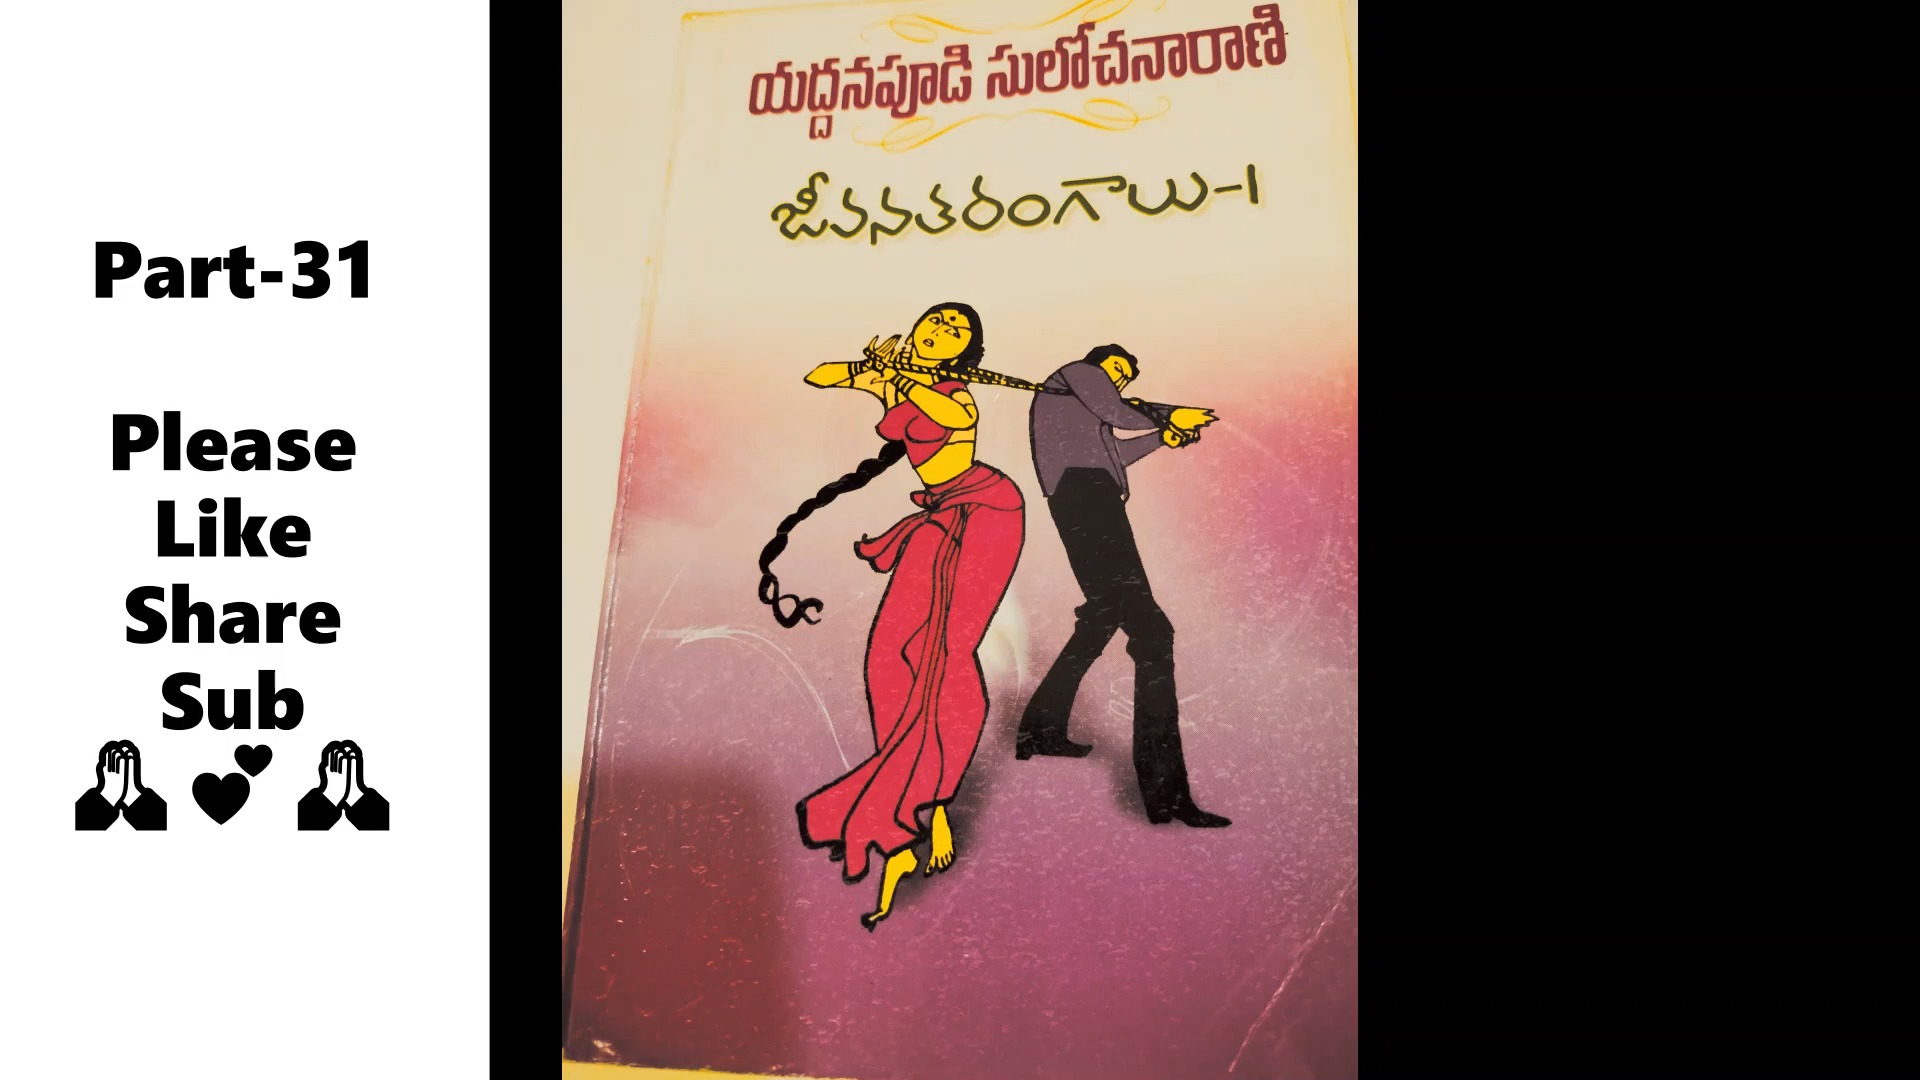 Part-31
Please
Like
Share
Sub
🙏💕🙏
యద్దనపూడి సులోచనారాణి
జీవనతరంగాలు-1